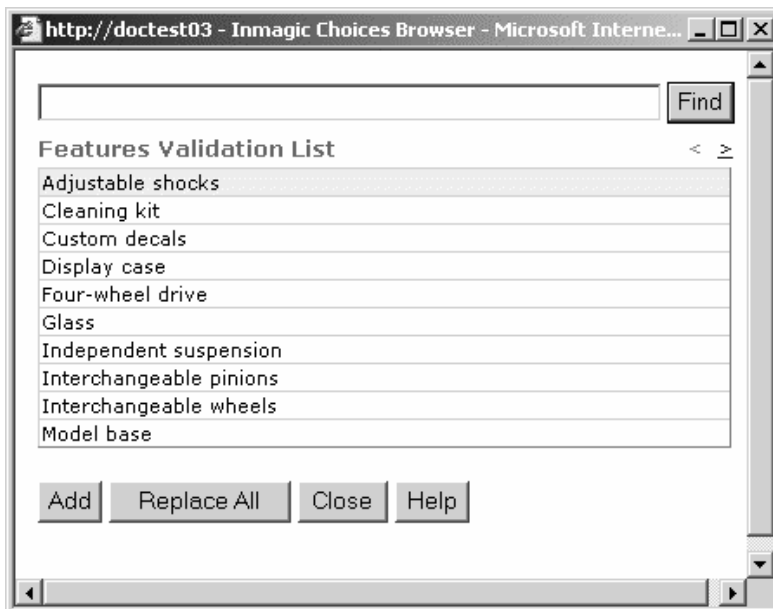 http://doctest03 - Inmagic Choices Browser - Microsoft Interne...
Find
Features Validation List < >
Adjustable shocks
Cleaning kit
Custom decals
Display case
Four-wheel drive
Glass
Independent suspension
Interchangeable pinions
Interchangeable wheels
Model base
Add Replace All Close Help